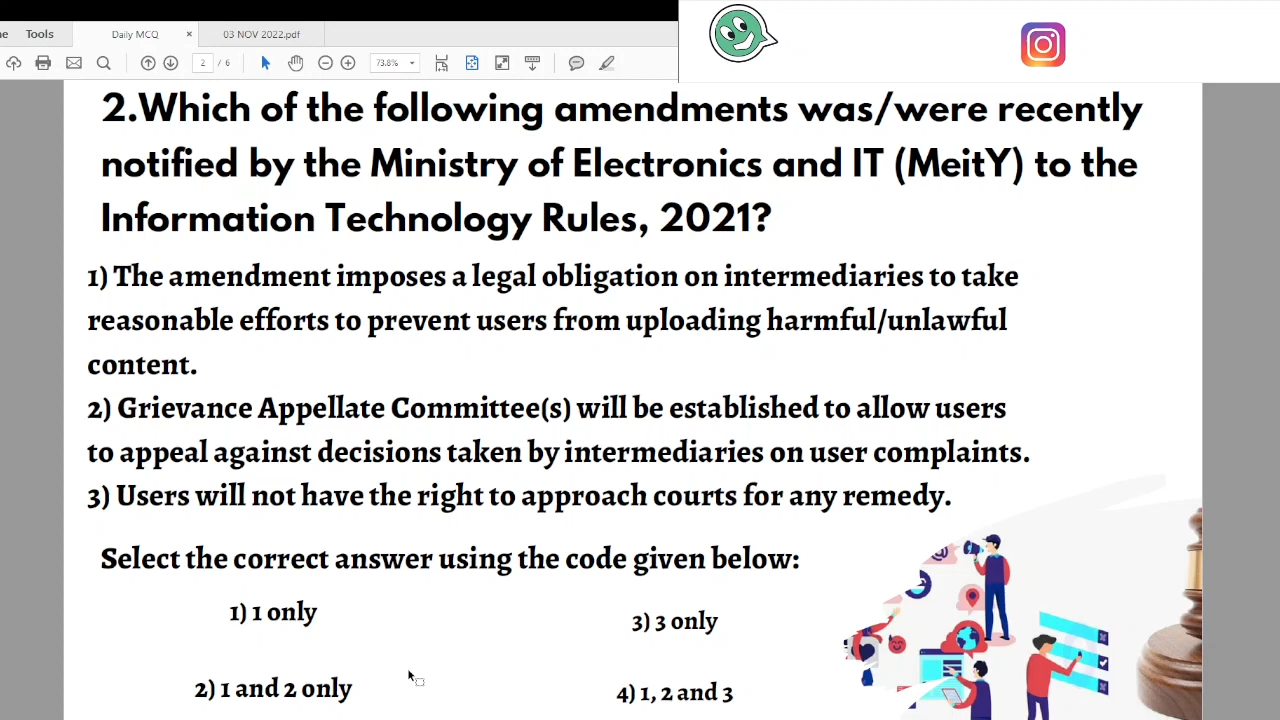 Tools
Daily MCQ
×
03 NOV 2022.pdf
2 / 6
73.8%
2.Which of the following amendments was/were recently
notified by the Ministry of Electronics and IT (MeitY) to the
Information Technology Rules, 2021?
1) The amendment imposes a legal obligation on intermediaries to take
reasonable efforts to prevent users from uploading harmful/unlawful
content.
2) Grievance Appellate Committee(s) will be established to allow users
to appeal against decisions taken by intermediaries on user complaints.
3) Users will not have the right to approach courts for any remedy.
Select the correct answer using the code given below:
1) 1 only
3) 3 only
2) 1 and 2 only
4) 1, 2 and 3